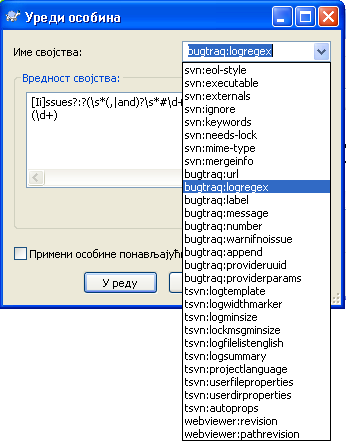 Уреди особина
Име својства:
bugtraq:logregex
Вредност својства:
[Ii]ssues?:?(\s*(,|and)?\s*#\d+
(\d+)
Примени особине понављајућ
У реду
svn:eol-style
svn:executable
svn:externals
svn:ignore
svn:keywords
svn:needs-lock
svn:mime-type
svn:mergeinfo
bugtraq:url
bugtraq:logregex
bugtraq:label
bugtraq:message
bugtraq:number
bugtraq:warnifnoissue
bugtraq:append
bugtraq:provideruuid
bugtraq:providerparams
tsvn:logtemplate
tsvn:logwidthmarker
tsvn:logminsize
tsvn:lockmsgminsize
tsvn:logfilelistenglish
tsvn:logsummary
tsvn:projectlanguage
tsvn:userfileproperties
tsvn:userdirproperties
tsvn:autoprops
webviewer:revision
webviewer:pathrevision